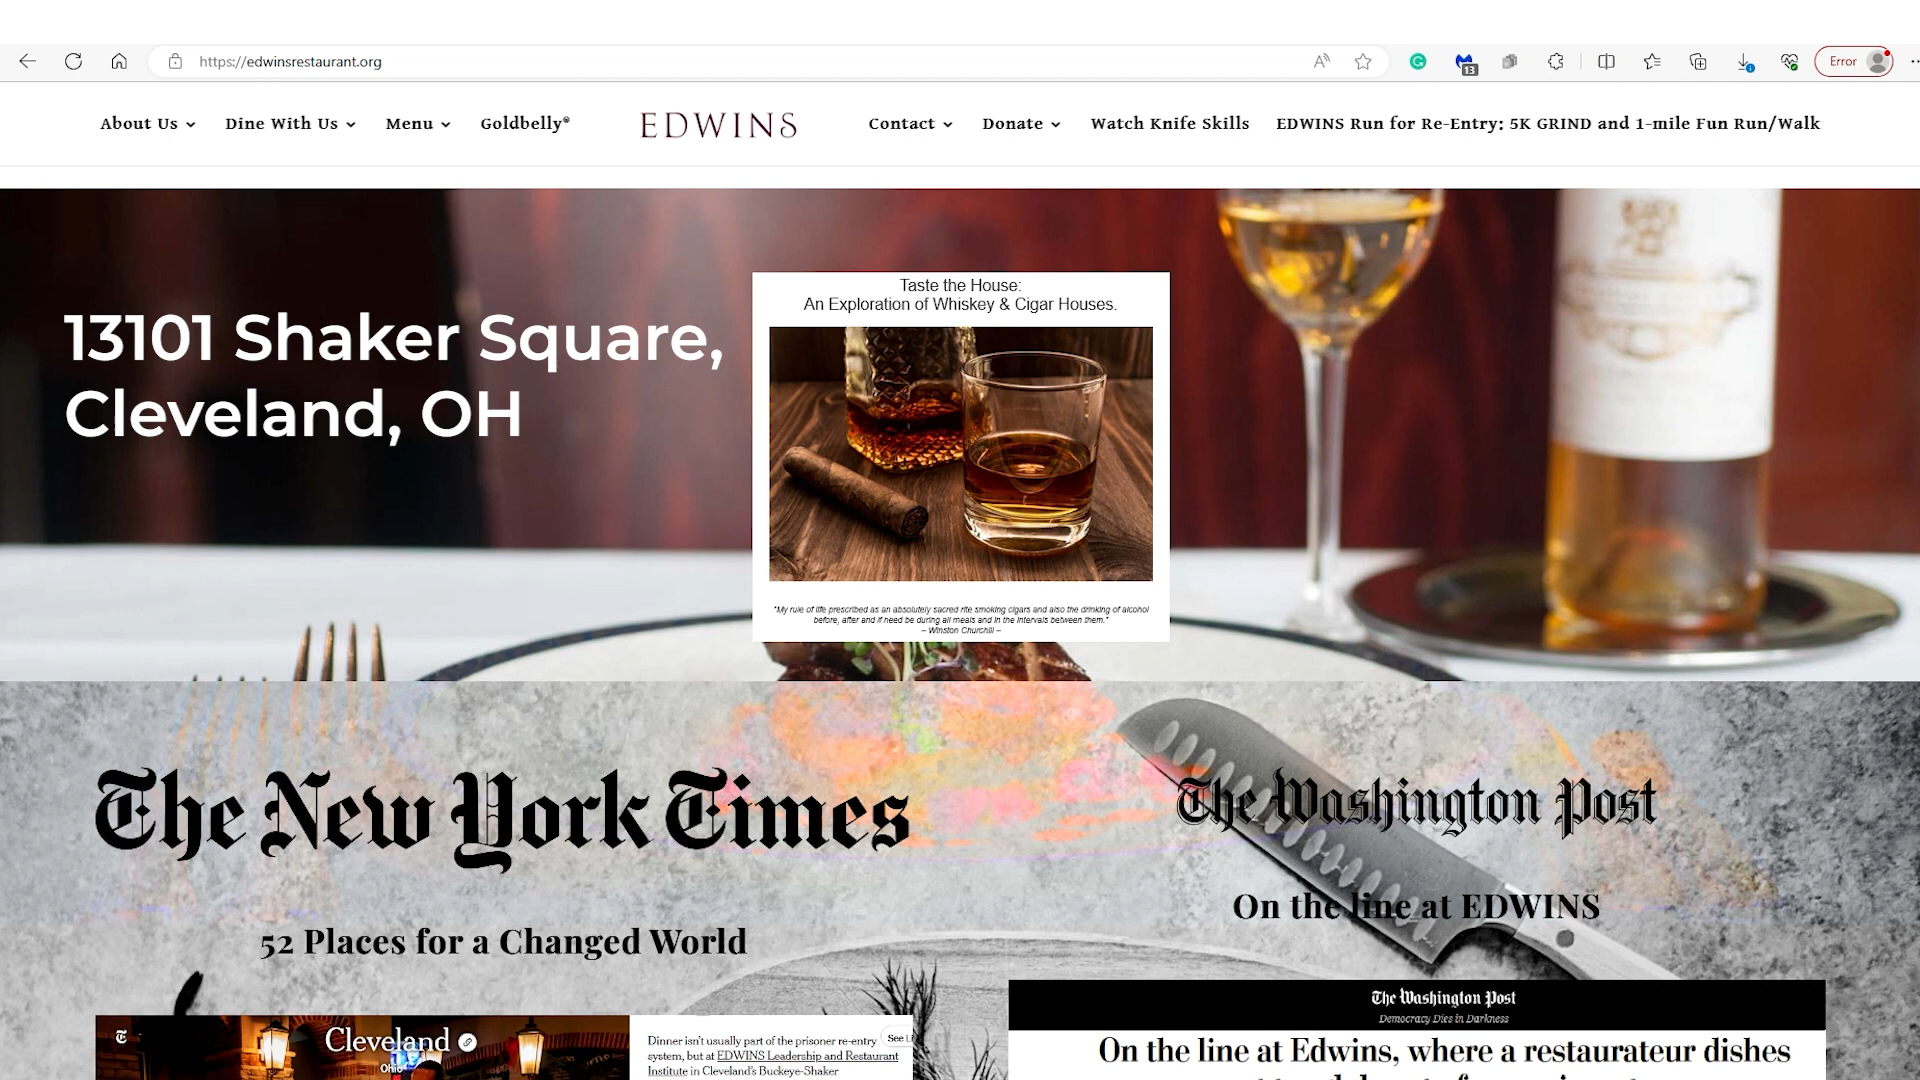 https://edwinsrestaurant.org
13
Error
About Us
Dine With Us
Menu
Goldbelly®
EDWINS
Contact
Donate
Watch Knife Skills
EDWINS Run for Re-Entry: 5K GRIND and 1-mile Fun Run/Walk
13101 Shaker Square,
Cleveland, OH
Taste the House:
An Exploration of Whiskey & Cigar Houses.
"My rule of life prescribed as an absolutely sacred rite smoking cigars and also the drinking of alcohol
before, after and if need be during all meals and in the intervals between them."
– Winston Churchill –
The New York Times
52 Places for a Changed World
The Washington Post
On the line at EDWINS
Cleveland
Ohio
Dinner isn't usually part of the prisoner re-entry
system, but at EDWINS Leadership and Restaurant
Institute in Cleveland's Buckeye-Shaker
See
The Washington Post
Democracy Dies in Darkness
On the line at Edwins, where a restaurateur dishes